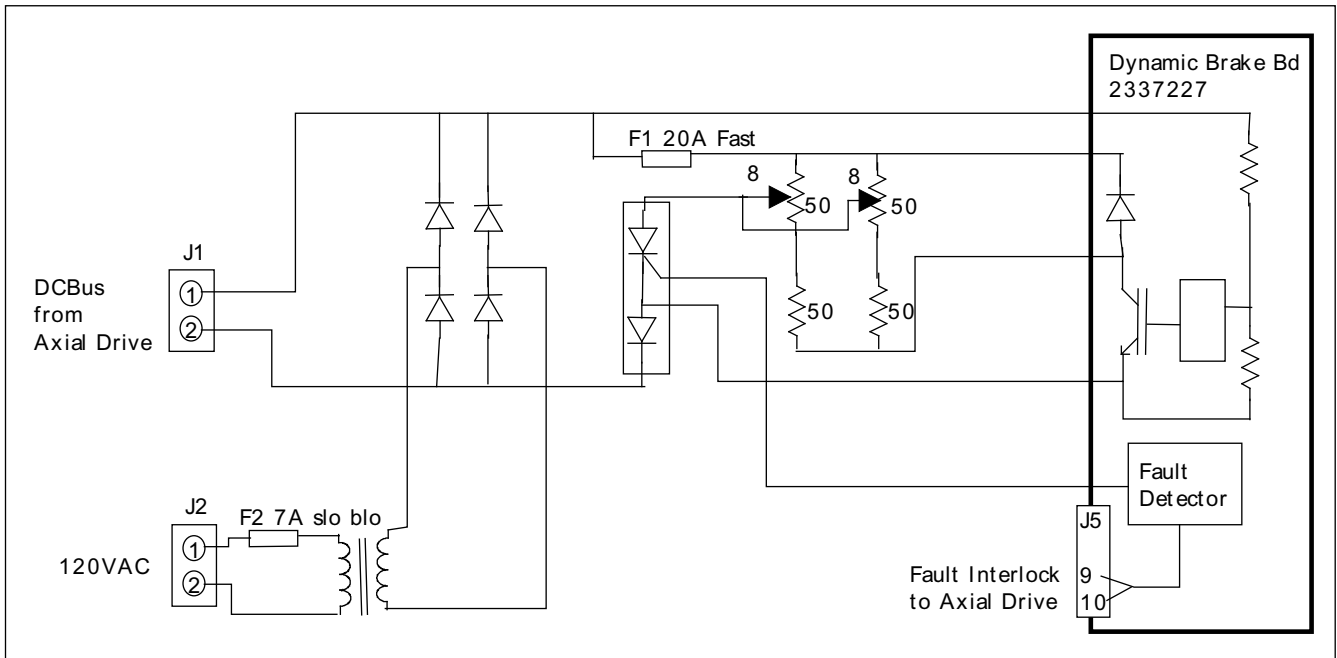 Dynamic Brake Bd
2337227
F1 20A Fast
8
8
50
50
J1
1
2
DCBus
from
Axial Drive
50
50
J2
F2 7A slo blo
1
2
120VAC
Fault
Detector
J5
9
10
Fault Interlock
to Axial Drive